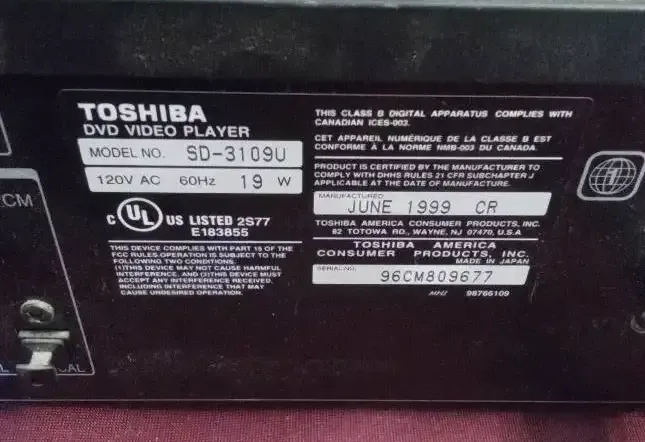 TOSHIBA
DVD VIDEO PLAYER
MODEL NO. SD-3109U
120V AC 60Hz 19 W
C UL US LISTED 2S77
E183855
THIS DEVICE COMPLIES WITH PART 15 OF THE
FCC RULES.OPERATION IS SUBJECT TO THE
FOLLOWING TWO CONDITIONS.
(1)THIS DEVICE MAY NOT CAUSE HARMFUL
INTERFERENCE, AND (2)THIS DEVICE MUST
ACCEPT ANY INTERFERENCE RECEIVED,
INCLUDING INTERFERENCE THAT MAY
CAUSE UNDESIRED OPERATION.
THIS CLASS B DIGITAL APPARATUS COMPLIES WITH
CANADIAN ICES-003.
CET APPAREIL NUMÉRIQUE DE LA CLASSE B EST
CONFORME À LA NORME NMB-003 DU CANADA.
PRODUCT IS CERTIFIED BY THE MANUFACTURER TO
COMPLY WITH DHHS RULES 21 CFR SUBCHAPTER J
APPLICABLE AT THE DATE OF MANUFACTURE.
MANUFACTURED
JUNE 1999 CR
TOSHIBA AMERICA CONSUMER PRODUCTS, INC.
82 TOTOWA RD., WAYNE, NJ 07470, U.S.A.
TOSHIBA AMERICA
CONSUMER PRODUCTS, INC.
MADE IN JAPAN
SERIAL NO.
96CM809677
98766109
CM
1